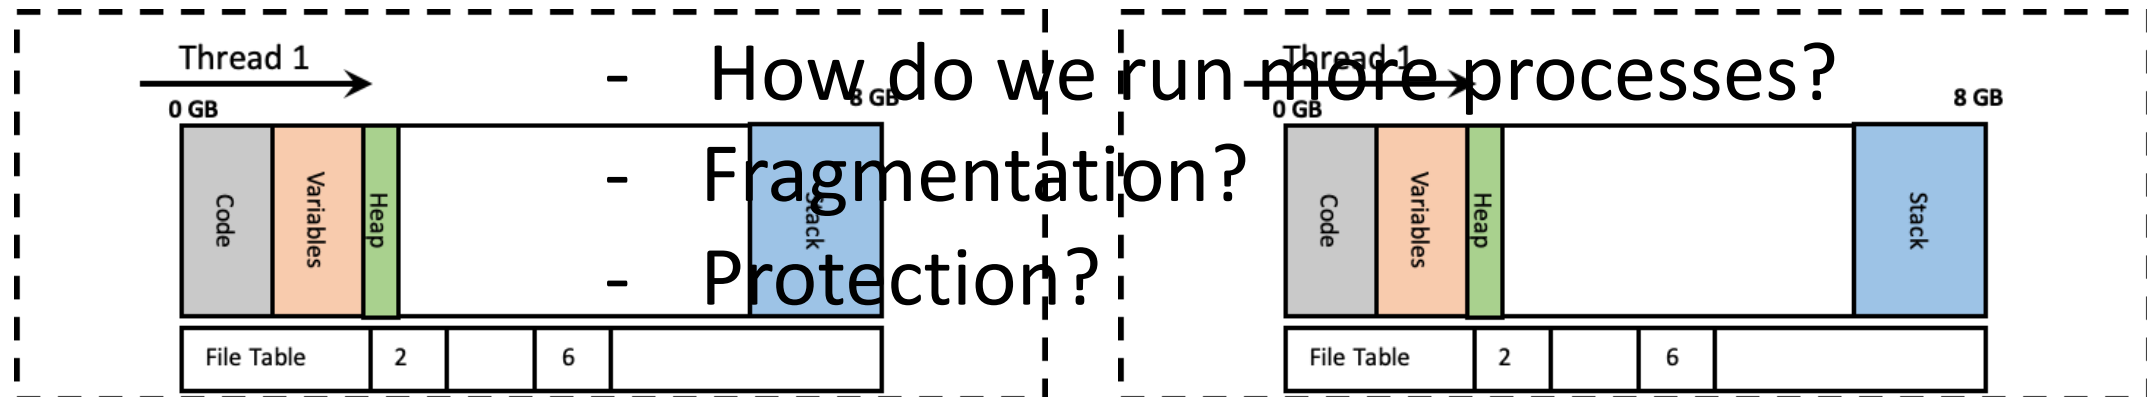 Thread 1
0 GB
8 GB
Code
Variables
Heap
Stack
File Table 2 6
- How do we run more processes?
- Fragmentation?
- Protection?
Thread 1
0 GB
8 GB
Code
Variables
Heap
Stack
File Table 2 6